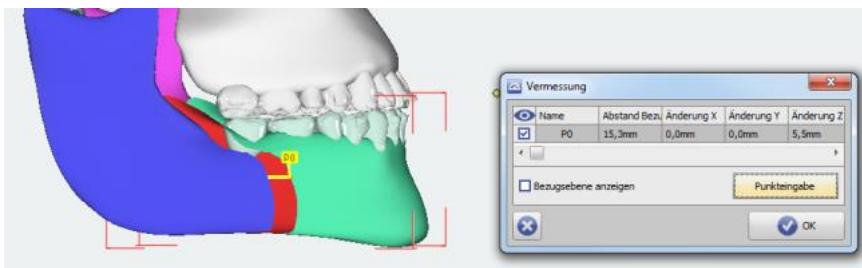 Vermessung
Name Abstand Bezu Änderung X Änderung Y Änderung Z
P0 15,3mm 0,0mm 0,0mm 5,5mm
P0
Bezugsebene anzeigen Punkteingabe
OK